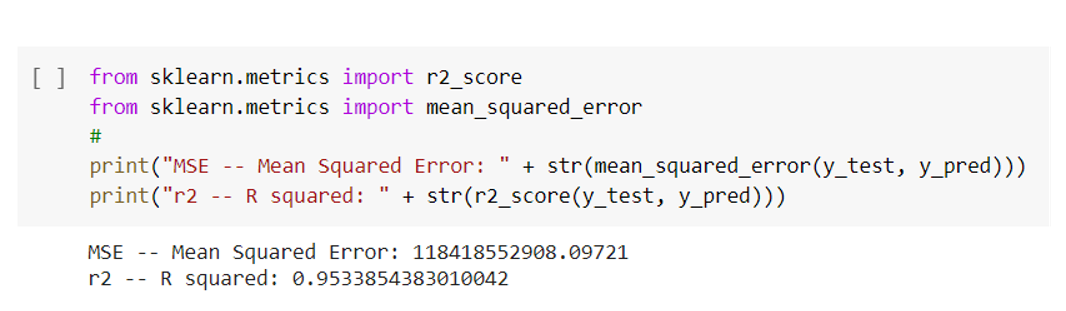 [ ] from sklearn.metrics import r2_score
from sklearn.metrics import mean_squared_error
#
print("MSE -- Mean Squared Error: " + str(mean_squared_error(y_test, y_pred)))
print("r2 -- R squared: " + str(r2_score(y_test, y_pred)))
MSE -- Mean Squared Error: 118418552908.09721
r2 -- R squared: 0.9533854383010042